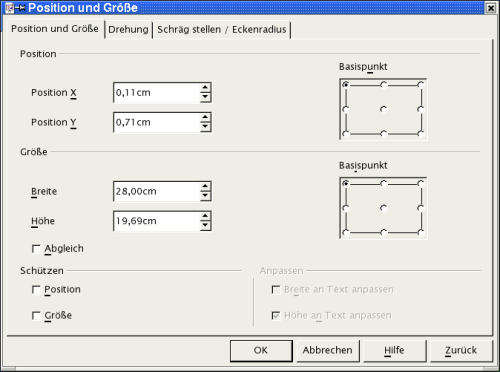 Position und Größe
Position und Größe Drehung Schräg stellen / Eckenradius
Position
Basispunkt
Position X 0,11cm
Position Y 0,71cm
Größe
Basispunkt
Breite 28,00cm
Höhe 19,69cm
Abgleich
Schützen Anpassen
Position Breite an Text anpassen
Größe Höhe an Text anpassen
OK Abbrechen Hilfe Zurück